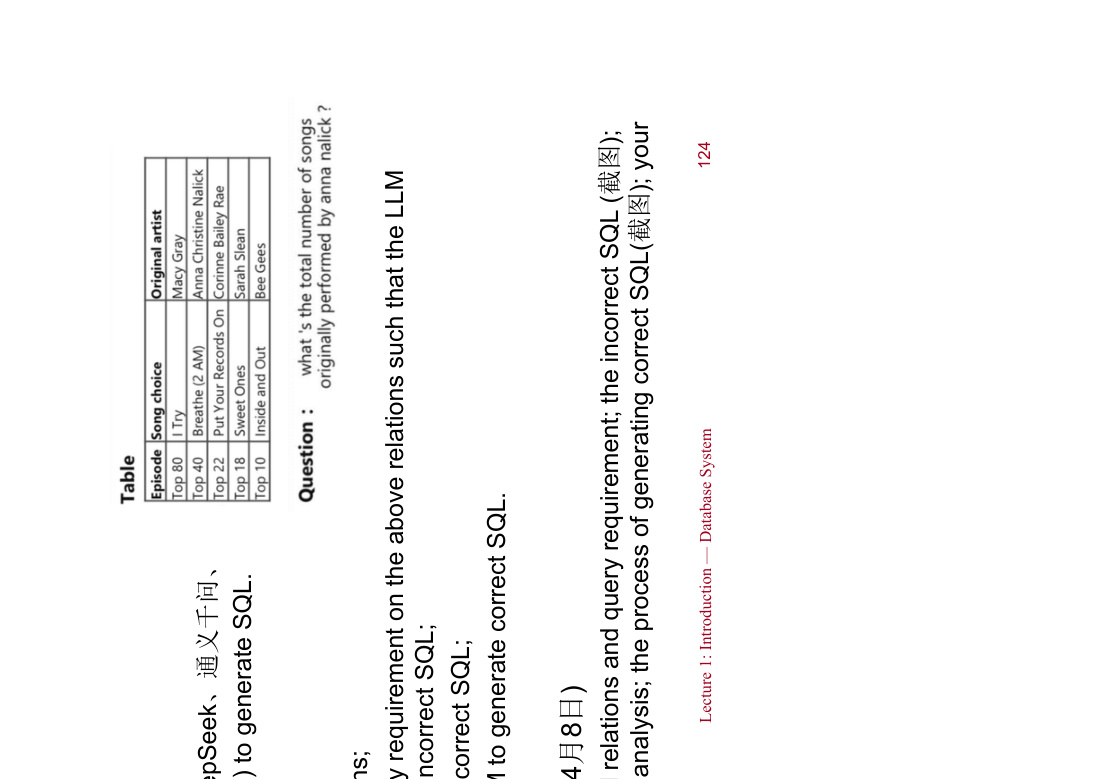 Table
Episode Song choice Original artist
Top 80 I Try Macy Gray
Top 40 Breathe (2 AM) Anna Christine Nalick
Top 22 Put Your Records On Corinne Bailey Rae
Top 18 Sweet Ones Sarah Slean
Top 10 Inside and Out Bee Gees
epSeek、通义千问、
) to generate SQL.
Question : what 's the total number of songs
originally performed by anna nalick ?
ns;
y requirement on the above relations such that the LLM
ncorrect SQL;
correct SQL;
M to generate correct SQL.
4月8日)
relations and query requirement; the incorrect SQL (截图);
analysis; the process of generating correct SQL(截图); your
Lecture 1: Introduction — Database System 124